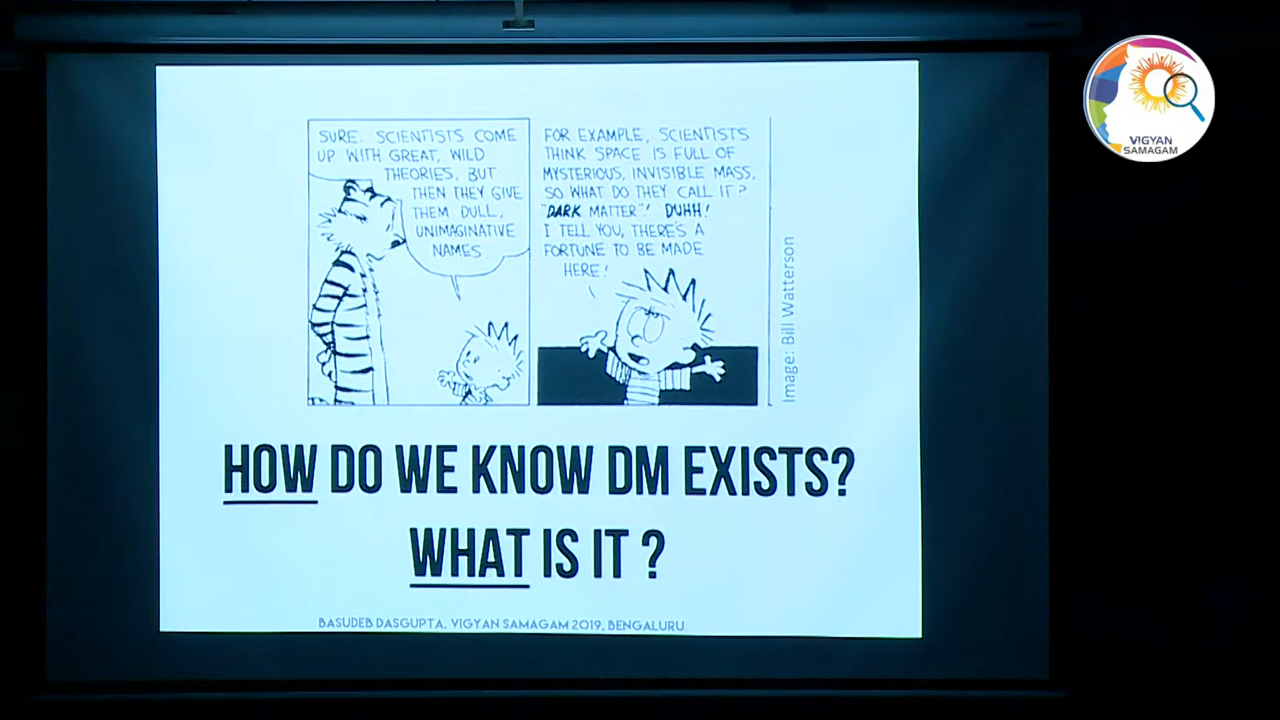 SURE. SCIENTISTS COME
UP WITH GREAT, WILD
THEORIES, BUT
THEN THEY GIVE
THEM DULL,
UNIMAGINATIVE
NAMES.
FOR EXAMPLE, SCIENTISTS
THINK SPACE IS FULL OF
MYSTERIOUS, INVISIBLE MASS,
SO WHAT DO THEY CALL IT?
"DARK MATTER"! DUHH!
I TELL YOU, THERE'S A
FORTUNE TO BE MADE
HERE!
Image: Bill Watterson
HOW DO WE KNOW DM EXISTS?
WHAT IS IT ?
BASUDEB DASGUPTA, VIGYAN SAMAGAM 2019, BENGALURU
VIGYAN
SAMAGAM